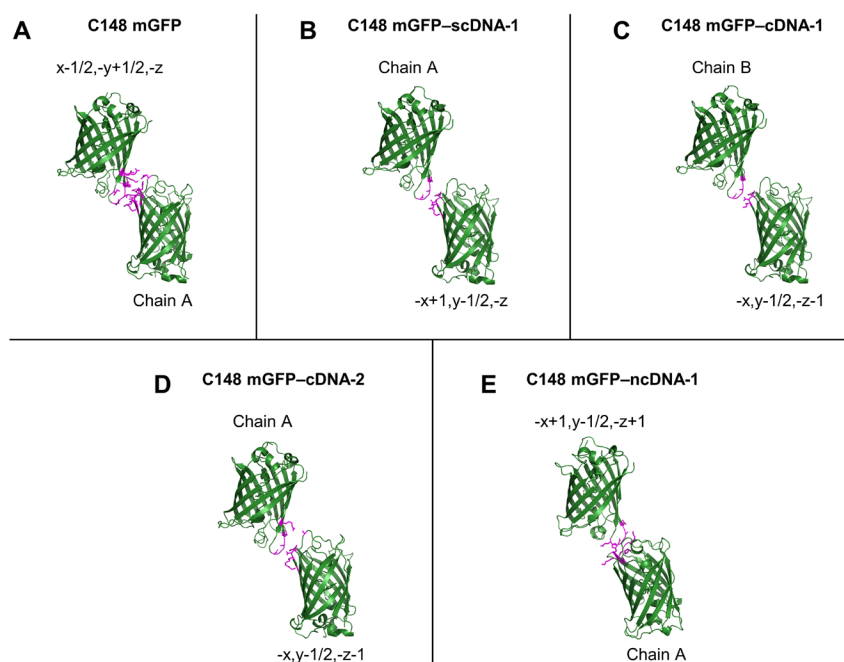 A
C148 mGFP
x-1/2,-y+1/2,-z
Chain A
B
C148 mGFP–scDNA-1
Chain A
-x+1,y-1/2,-z
C
C148 mGFP–cDNA-1
Chain B
-x,y-1/2,-z-1
D
C148 mGFP–cDNA-2
Chain A
-x,y-1/2,-z-1
E
C148 mGFP–ncDNA-1
-x+1,y-1/2,-z+1
Chain A